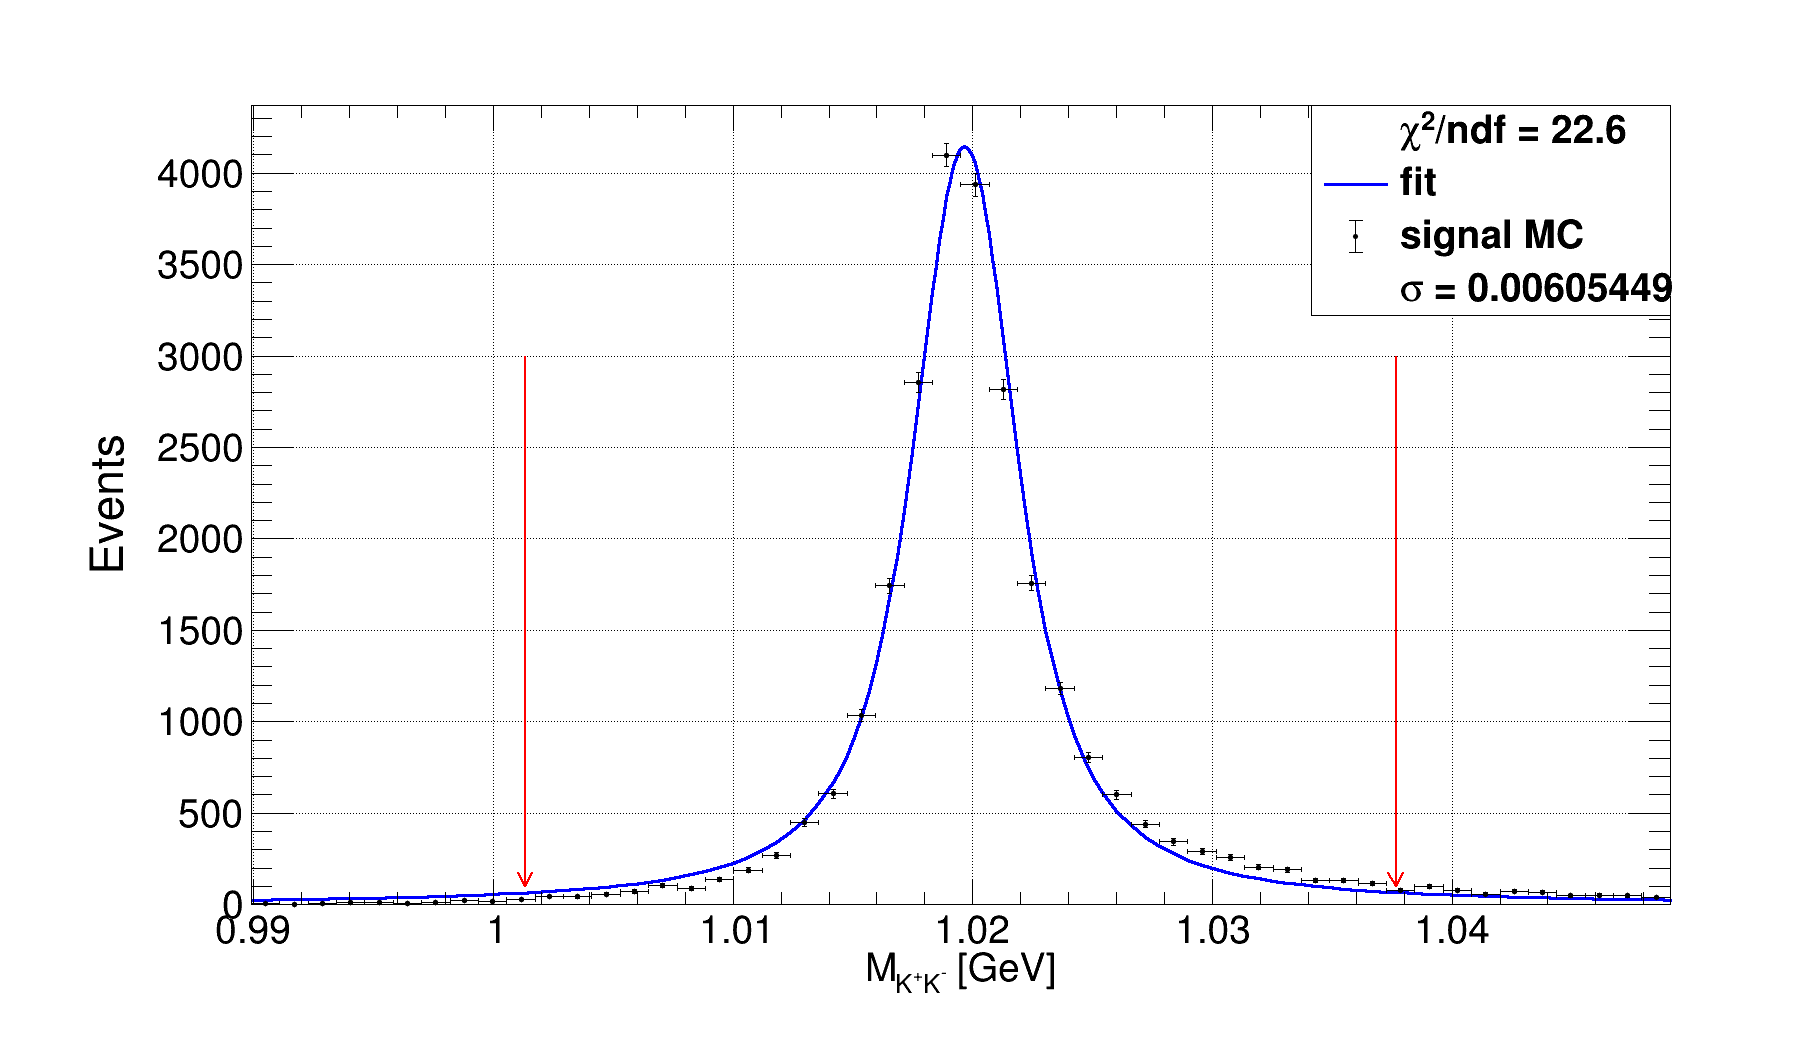 χ²/ndf = 22.6
fit
signal MC
σ = 0.00605449
4000
3500
3000
2500
2000
1500
1000
500
0
Events
0.99 1 1.01 1.02 1.03 1.04
M_{K⁺K⁻} [GeV]